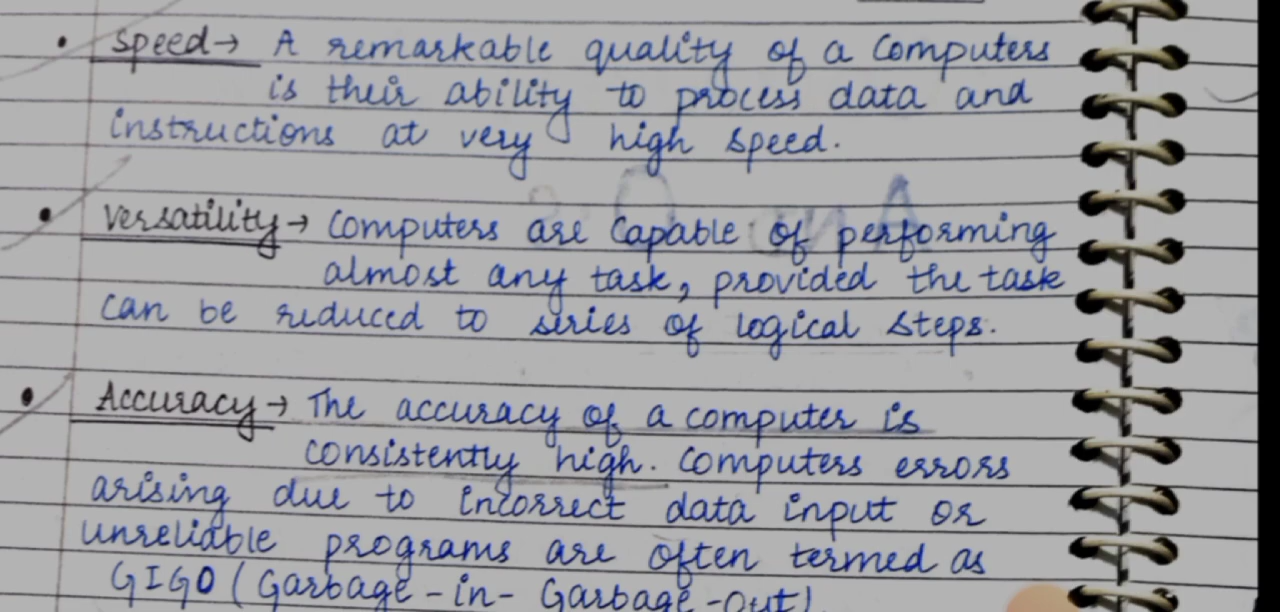 • Speed → A remarkable quality of a Computers
is their ability to process data and
instructions at very high speed.
• Versatility → Computers are capable of performing
almost any task, provided the task
can be reduced to series of logical steps.
• Accuracy → The accuracy of a computer is
consistently high. Computers errors
arising due to incorrect data input or
unreliable programs are often termed as
GIGO (Garbage-in-Garbage-out)